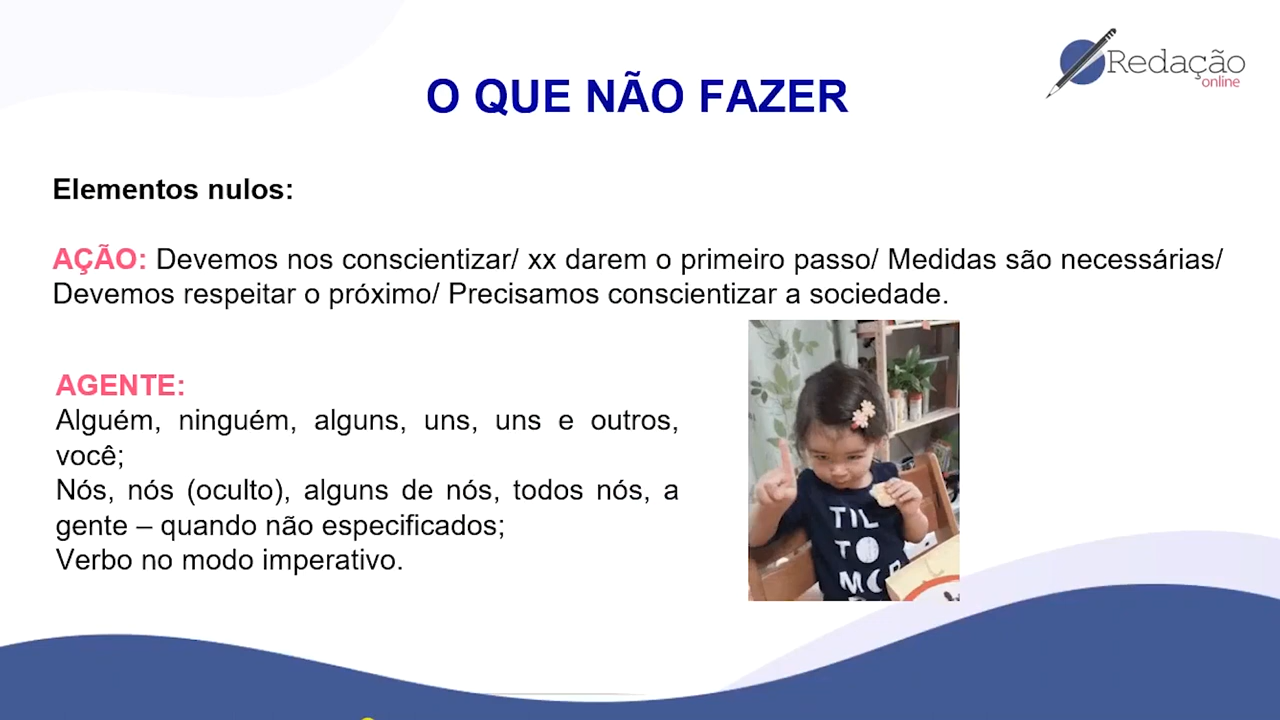 Redação
online
O QUE NÃO FAZER
Elementos nulos:
AÇÃO: Devemos nos conscientizar/ xx darem o primeiro passo/ Medidas são necessárias/
Devemos respeitar o próximo/ Precisamos conscientizar a sociedade.
AGENTE:
Alguém, ninguém, alguns, uns, uns e outros,
você;
Nós, nós (oculto), alguns de nós, todos nós, a
gente – quando não especificados;
Verbo no modo imperativo.
TIL
TO